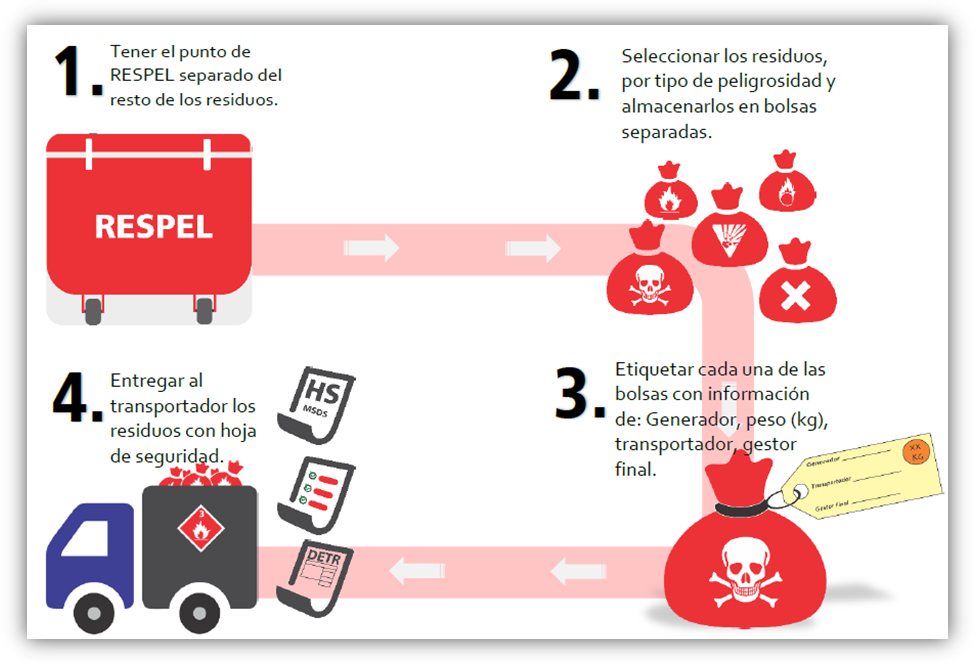 1.
Tener el punto de
RESPEL separado del
resto de los residuos.
RESPEL
2.
Seleccionar los residuos,
por tipo de peligrosidad y
almacenarlos en bolsas
separadas.
3.
Etiquetar cada una de las
bolsas con información
de: Generador, peso (kg),
transportador, gestor
final.
Generador
XX
KG
Transportador
Gestor Final
4.
Entregar al
transportador los
residuos con hoja
de seguridad.
HS
MSDS
DETR
3